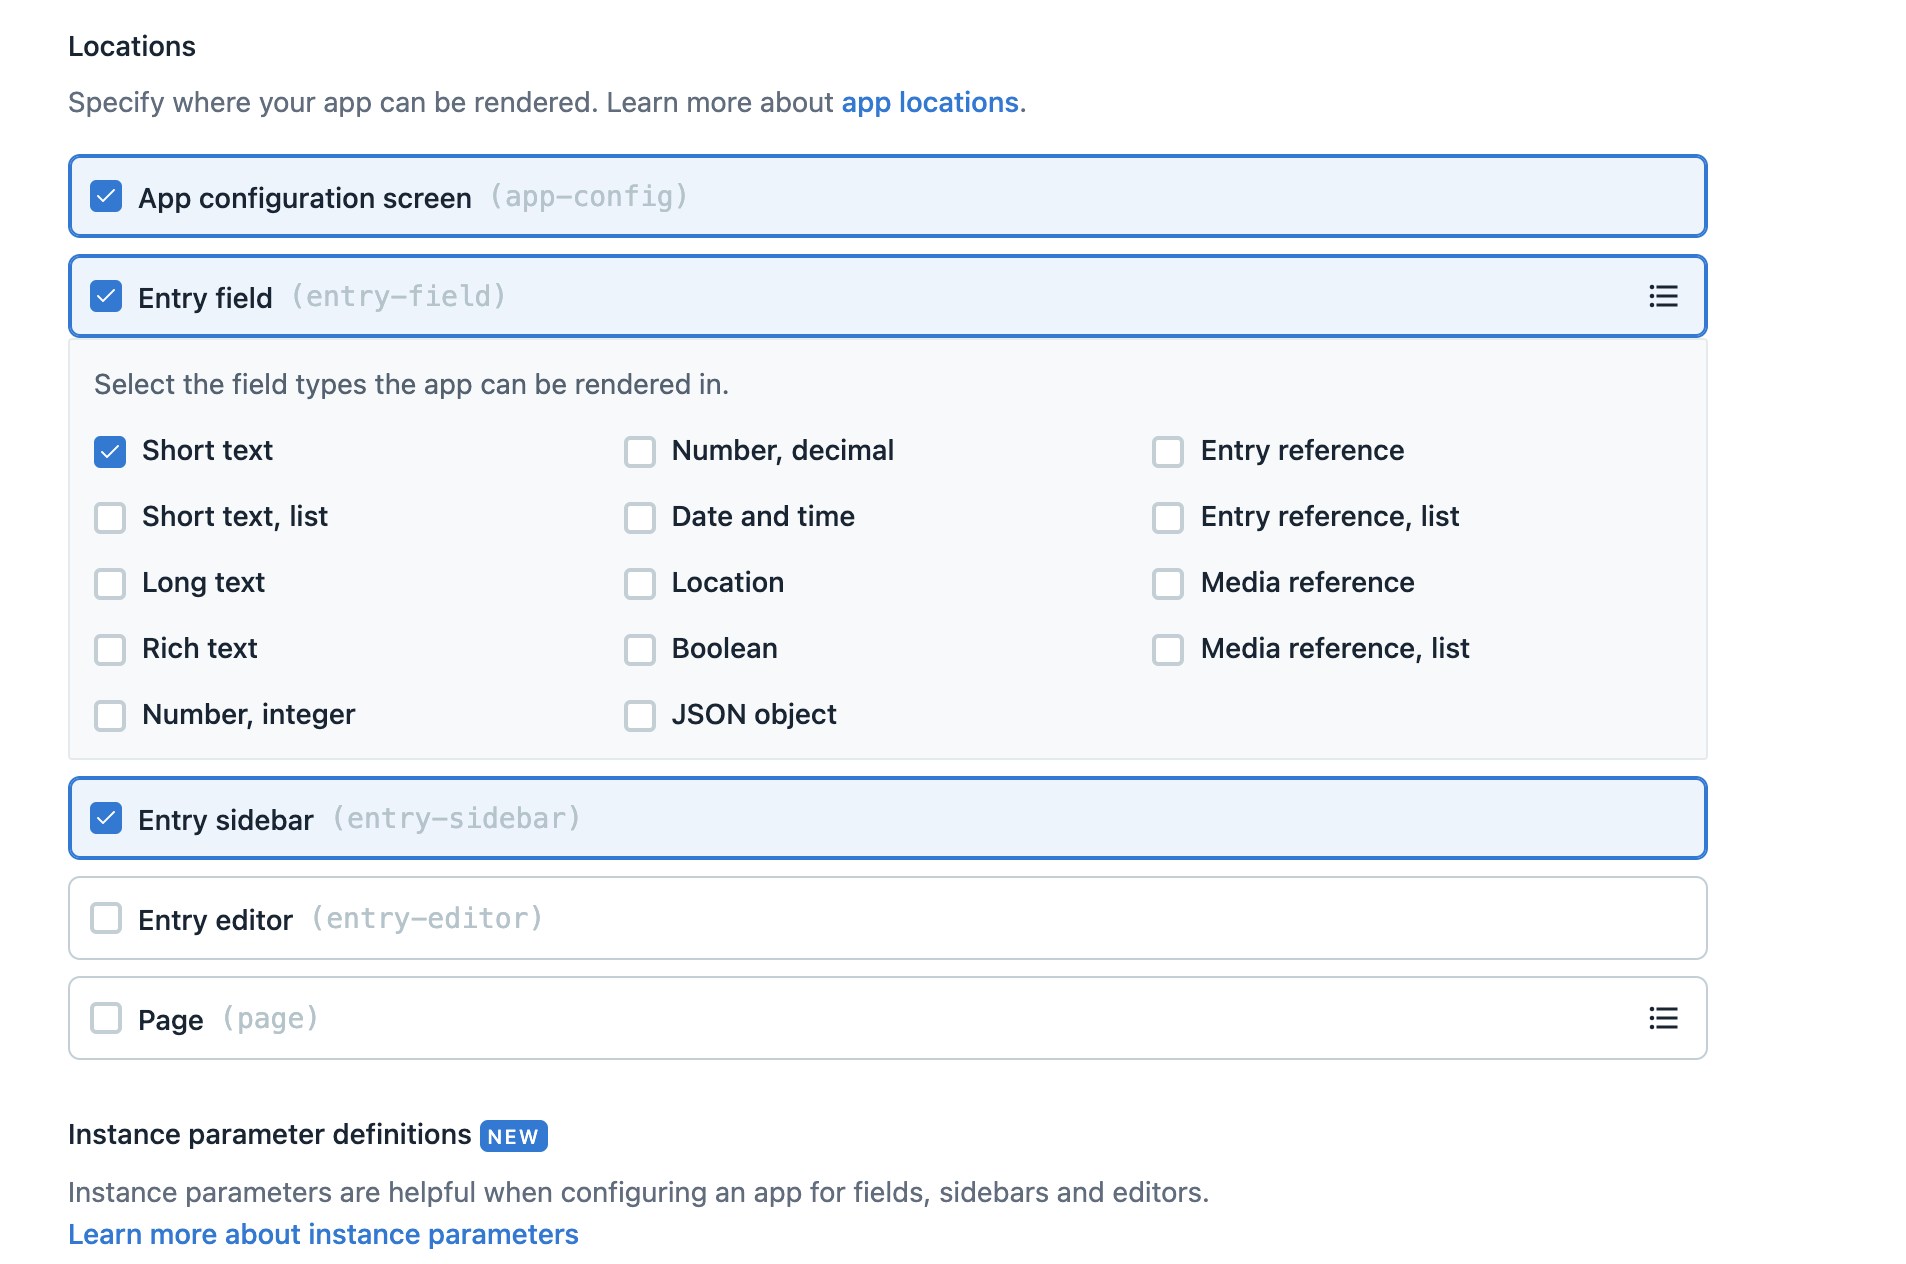 Locations
Specify where your app can be rendered. Learn more about app locations.
App configuration screen (app-config)
Entry field (entry-field)
Select the field types the app can be rendered in.
Short text
Short text, list
Long text
Rich text
Number, integer
Number, decimal
Date and time
Location
Boolean
JSON object
Entry reference
Entry reference, list
Media reference
Media reference, list
Entry sidebar (entry-sidebar)
Entry editor (entry-editor)
Page (page)
Instance parameter definitions NEW
Instance parameters are helpful when configuring an app for fields, sidebars and editors.
Learn more about instance parameters